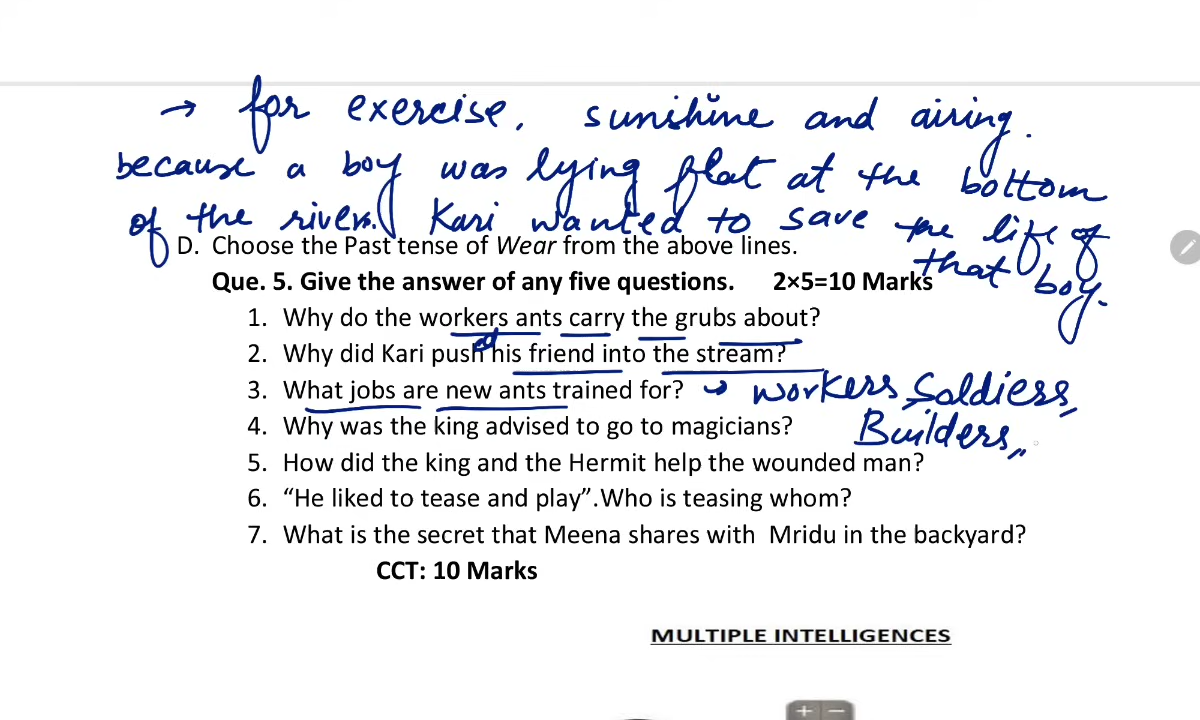 → for exercise, sunshine and airing.
because a boy was lying flat at the bottom
of the river. Kari wanted to save the life of
that boy.
D. Choose the Past tense of Wear from the above lines.
Que. 5. Give the answer of any five questions. 2×5=10 Marks
1. Why do the workers ants carry the grubs about?
2. Why did Kari pushed his friend into the stream?
3. What jobs are new ants trained for? → workers, Soldiers,
Builders,,
4. Why was the king advised to go to magicians?
5. How did the king and the Hermit help the wounded man?
6. “He liked to tease and play”.Who is teasing whom?
7. What is the secret that Meena shares with Mridu in the backyard?
CCT: 10 Marks
MULTIPLE INTELLIGENCES
+ −